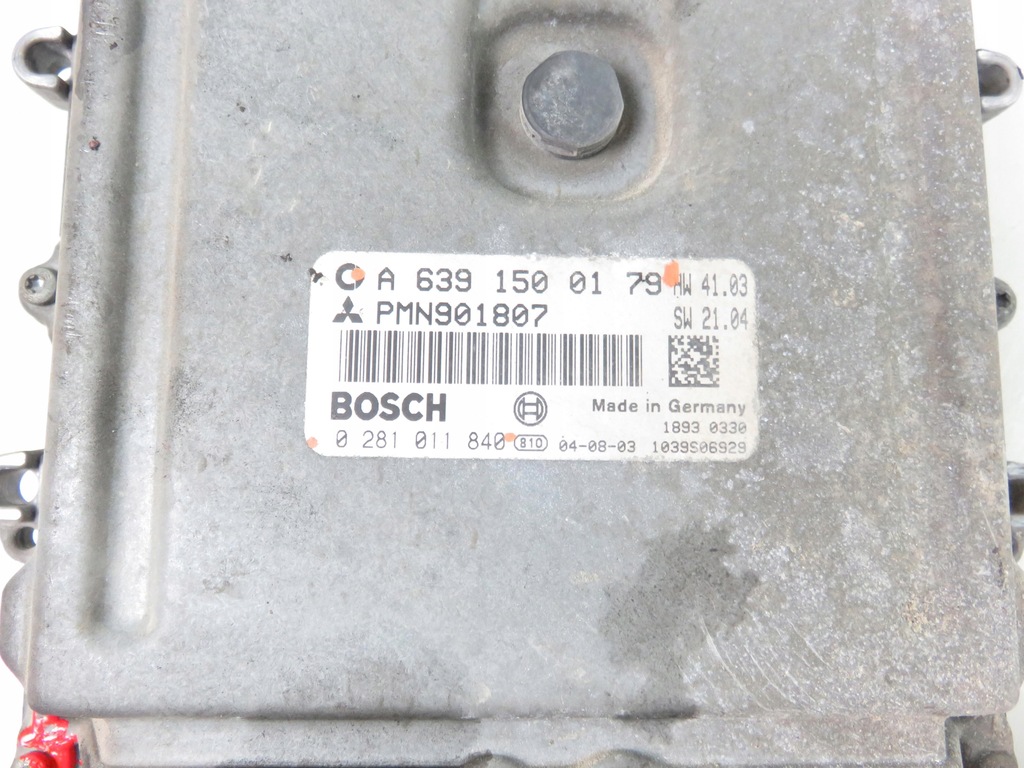 A 639 150 01 79 HW 41.03
PMN901807 SW 21.04
BOSCH Made in Germany
1893 0330
0 281 011 840 810 04-08-03 1039S06929